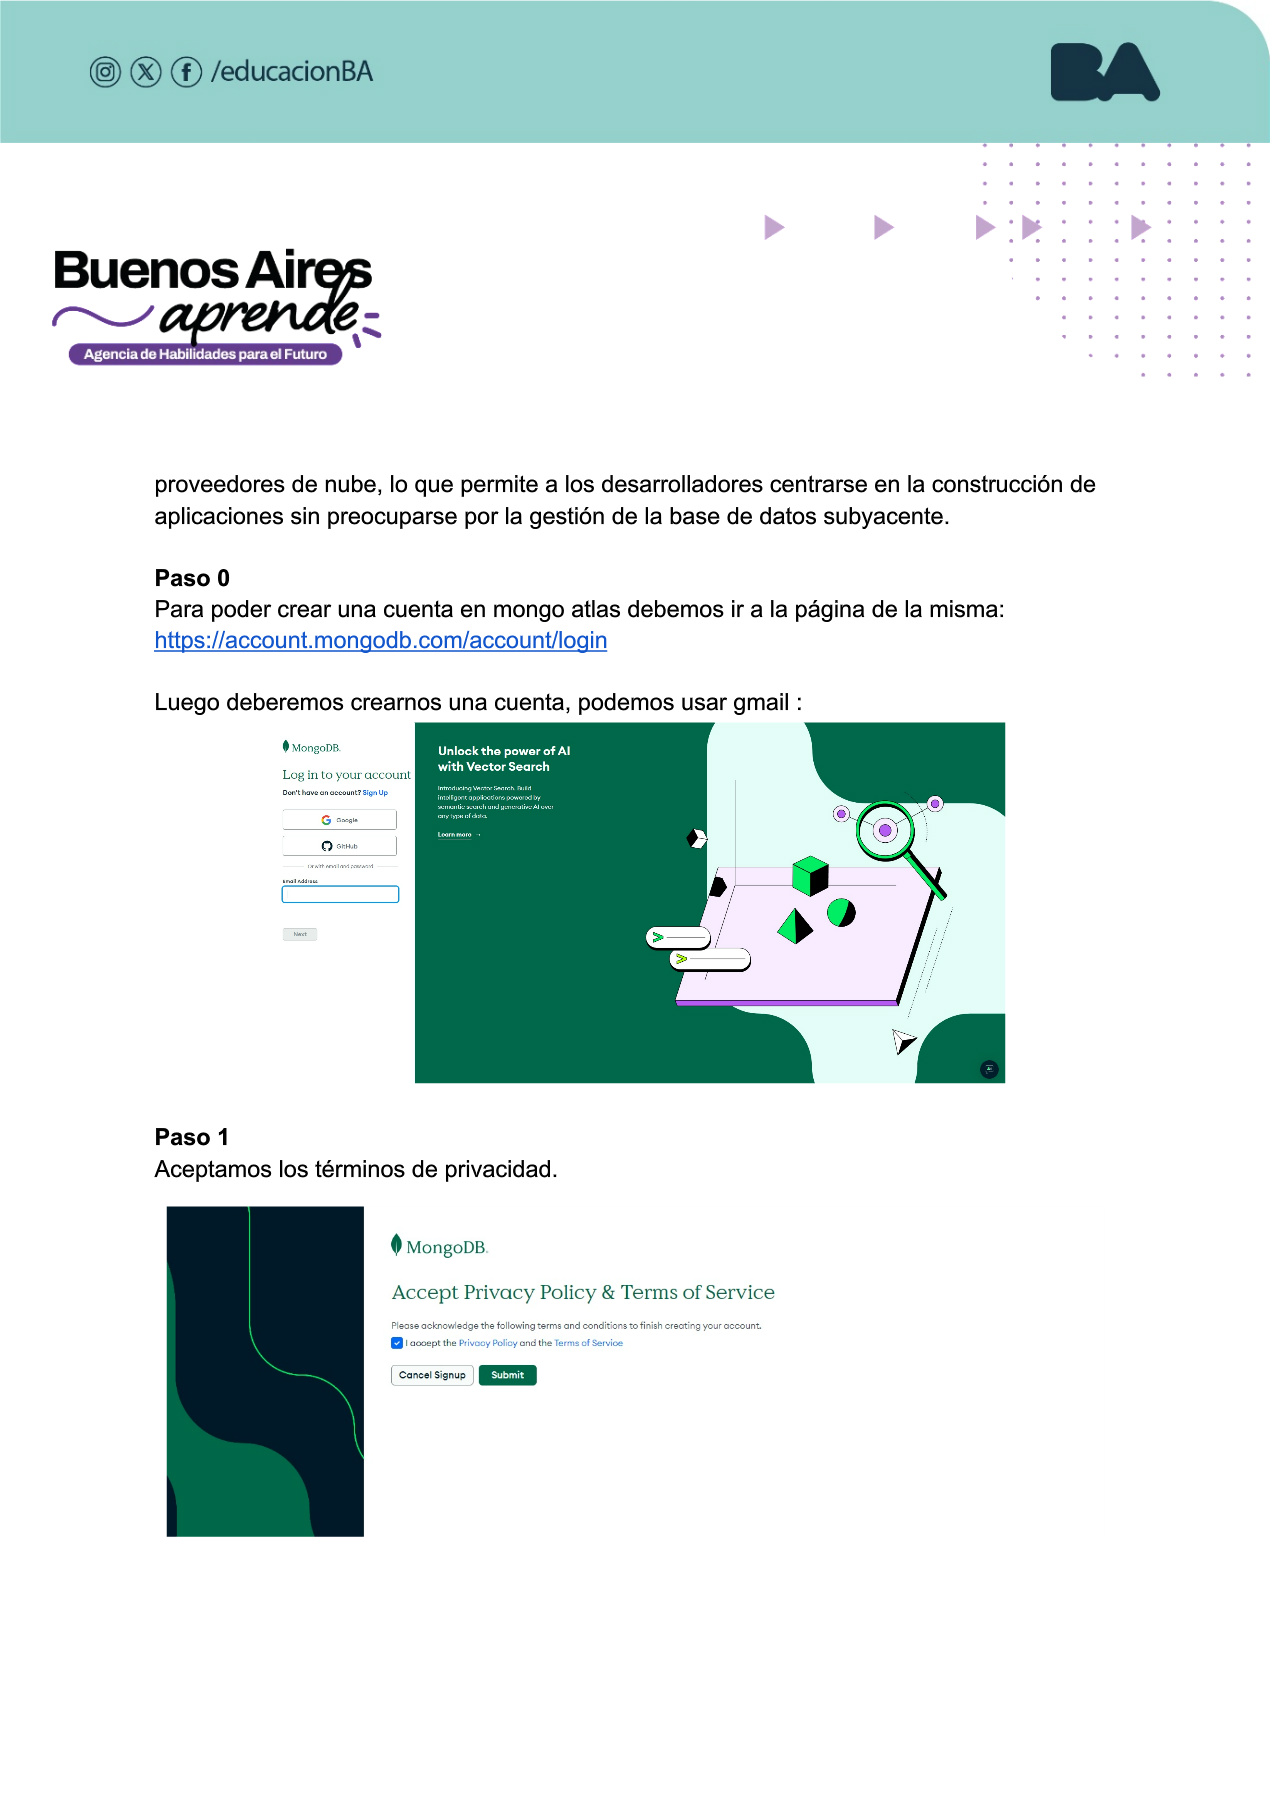 /educacionBA
BA
Buenos Aires
aprende
Agencia de Habilidades para el Futuro
proveedores de nube, lo que permite a los desarrolladores centrarse en la construcción de
aplicaciones sin preocuparse por la gestión de la base de datos subyacente.
Paso 0
Para poder crear una cuenta en mongo atlas debemos ir a la página de la misma:
https://account.mongodb.com/account/login
Luego deberemos crearnos una cuenta, podemos usar gmail :
MongoDB.
Log in to your account
Don't have an account? Sign Up
Google
GitHub
Or with email and password
Email Address
Next
Unlock the power of AI
with Vector Search
Introducing Vector Search. Build
intelligent applications powered by
semantic search and generative AI over
any type of data.
Learn more →
Paso 1
Aceptamos los términos de privacidad.
MongoDB.
Accept Privacy Policy & Terms of Service
Please acknowledge the following terms and conditions to finish creating your account.
I accept the Privacy Policy and the Terms of Service
Cancel Signup
Submit